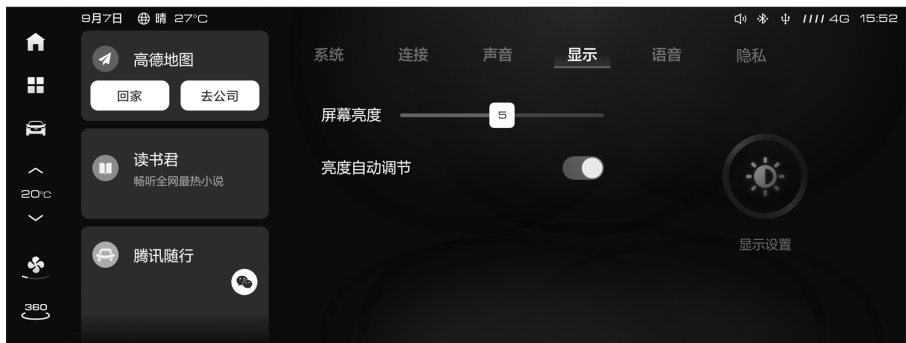 9月7日 晴 27°C
4G 15:52
高德地图
回家 去公司
读书君
畅听全网最热小说
腾讯随行
20°C
360
系统 连接 声音 显示 语音 隐私
屏幕亮度 5
亮度自动调节
显示设置